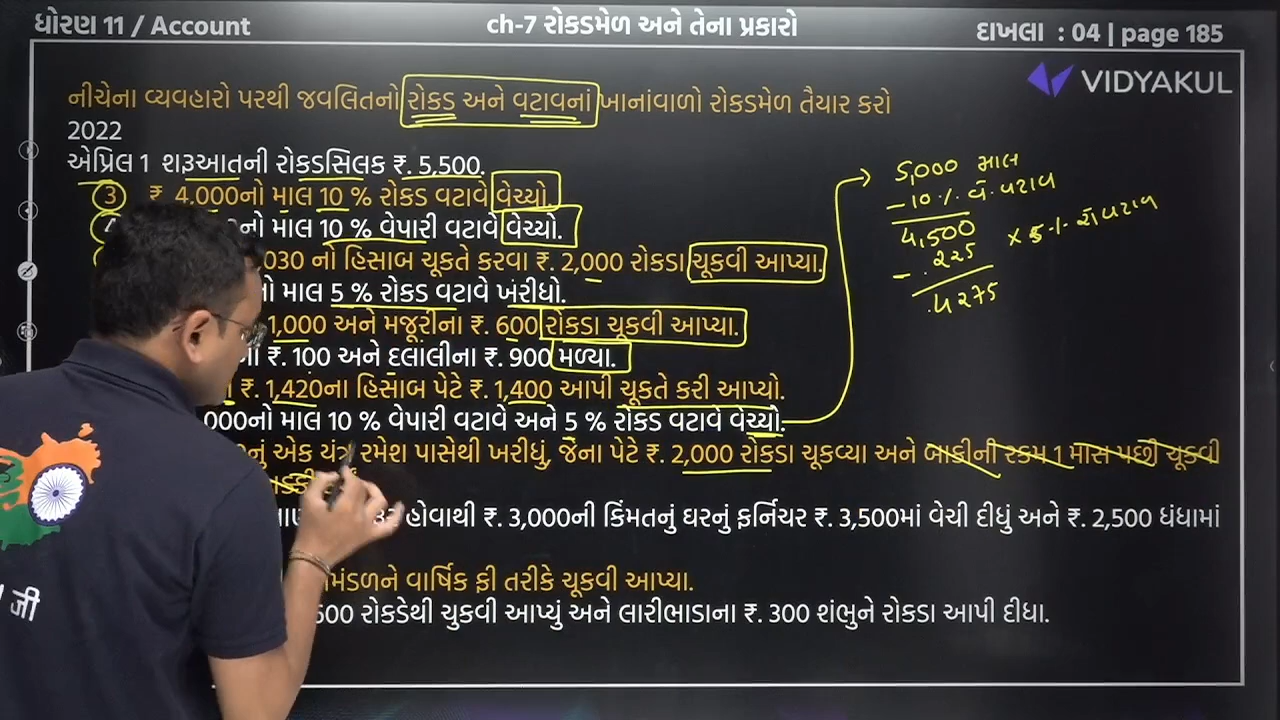 ધોરણ 11 / Account
ch-7 રોકડમેળ અને તેના પ્રકારો
દાખલા : 04 | page 185
VIDYAKUL
નીચેના વ્યવહારો પરથી જવલિતનો રોકડ અને વટાવનાં ખાનાંવાળો રોકડમેળ તૈયાર કરો
2022
એપ્રિલ 1 શરૂઆતની રોકડસિલક ₹. 5,500.
3 ₹ 4,000નો માલ 10 % રોકડ વટાવે વેચ્યો.
નો માલ 10 % વેપારી વટાવે વેચ્યો.
030 નો હિસાબ ચૂકતે કરવા ₹. 2,000 રોકડા ચૂકવી આપ્યા.
નો માલ 5 % રોકડ વટાવે ખરીધો.
1,000 અને મજૂરીના ₹. 600 રોકડા ચૂકવી આપ્યા.
₹. 100 અને દલાલીના ₹. 900 મળ્યા.
₹. 1,420ના હિસાબ પેટે ₹. 1,400 આપી ચૂકતે કરી આપ્યો.
000નો માલ 10 % વેપારી વટાવે અને 5 % રોકડ વટાવે વેચ્યો.
નું એક યંત્ર રમેશ પાસેથી ખરીધું, જેના પેટે ₹. 2,000 રોકડા ચૂકવ્યા અને બાકીની રકમ 1 માસ પછી ચૂકવી
હોવાથી ₹. 3,000ની કિંમતનું ઘરનું ફર્નિચર ₹. 3,500માં વેચી દીધું અને ₹. 2,500 ધંધામાં
મંડળને વાર્ષિક ફી તરીકે ચૂકવી આપ્યા.
500 રોકડેથી ચુકવી આપ્યું અને લારીભાડાના ₹. 300 શંભુને રોકડા આપી દીધા.
5,000 માલ
- 10 % વે. વટાવ
4,500 × 5 % રો વટાવ
- 225
4275
जी